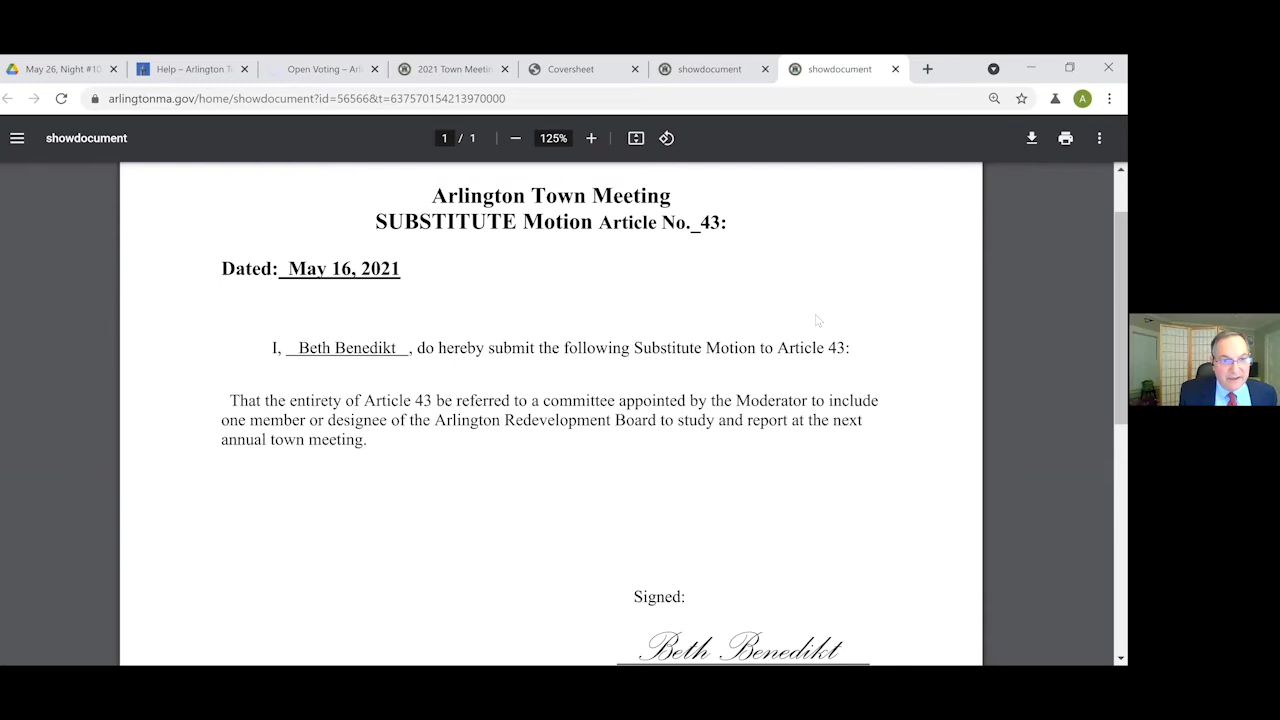 May 26, Night #10
Help – Arlington T
Open Voting – Arl
2021 Town Meetin
Coversheet
showdocument
showdocument
arlingtonma.gov/home/showdocument?id=56566&t=637570154213970000
A
showdocument
1 / 1
125%
Arlington Town Meeting
SUBSTITUTE Motion Article No._43:
Dated: May 16, 2021
I, Beth Benedikt , do hereby submit the following Substitute Motion to Article 43:
That the entirety of Article 43 be referred to a committee appointed by the Moderator to include
one member or designee of the Arlington Redevelopment Board to study and report at the next
annual town meeting.
Signed:
Beth Benedikt